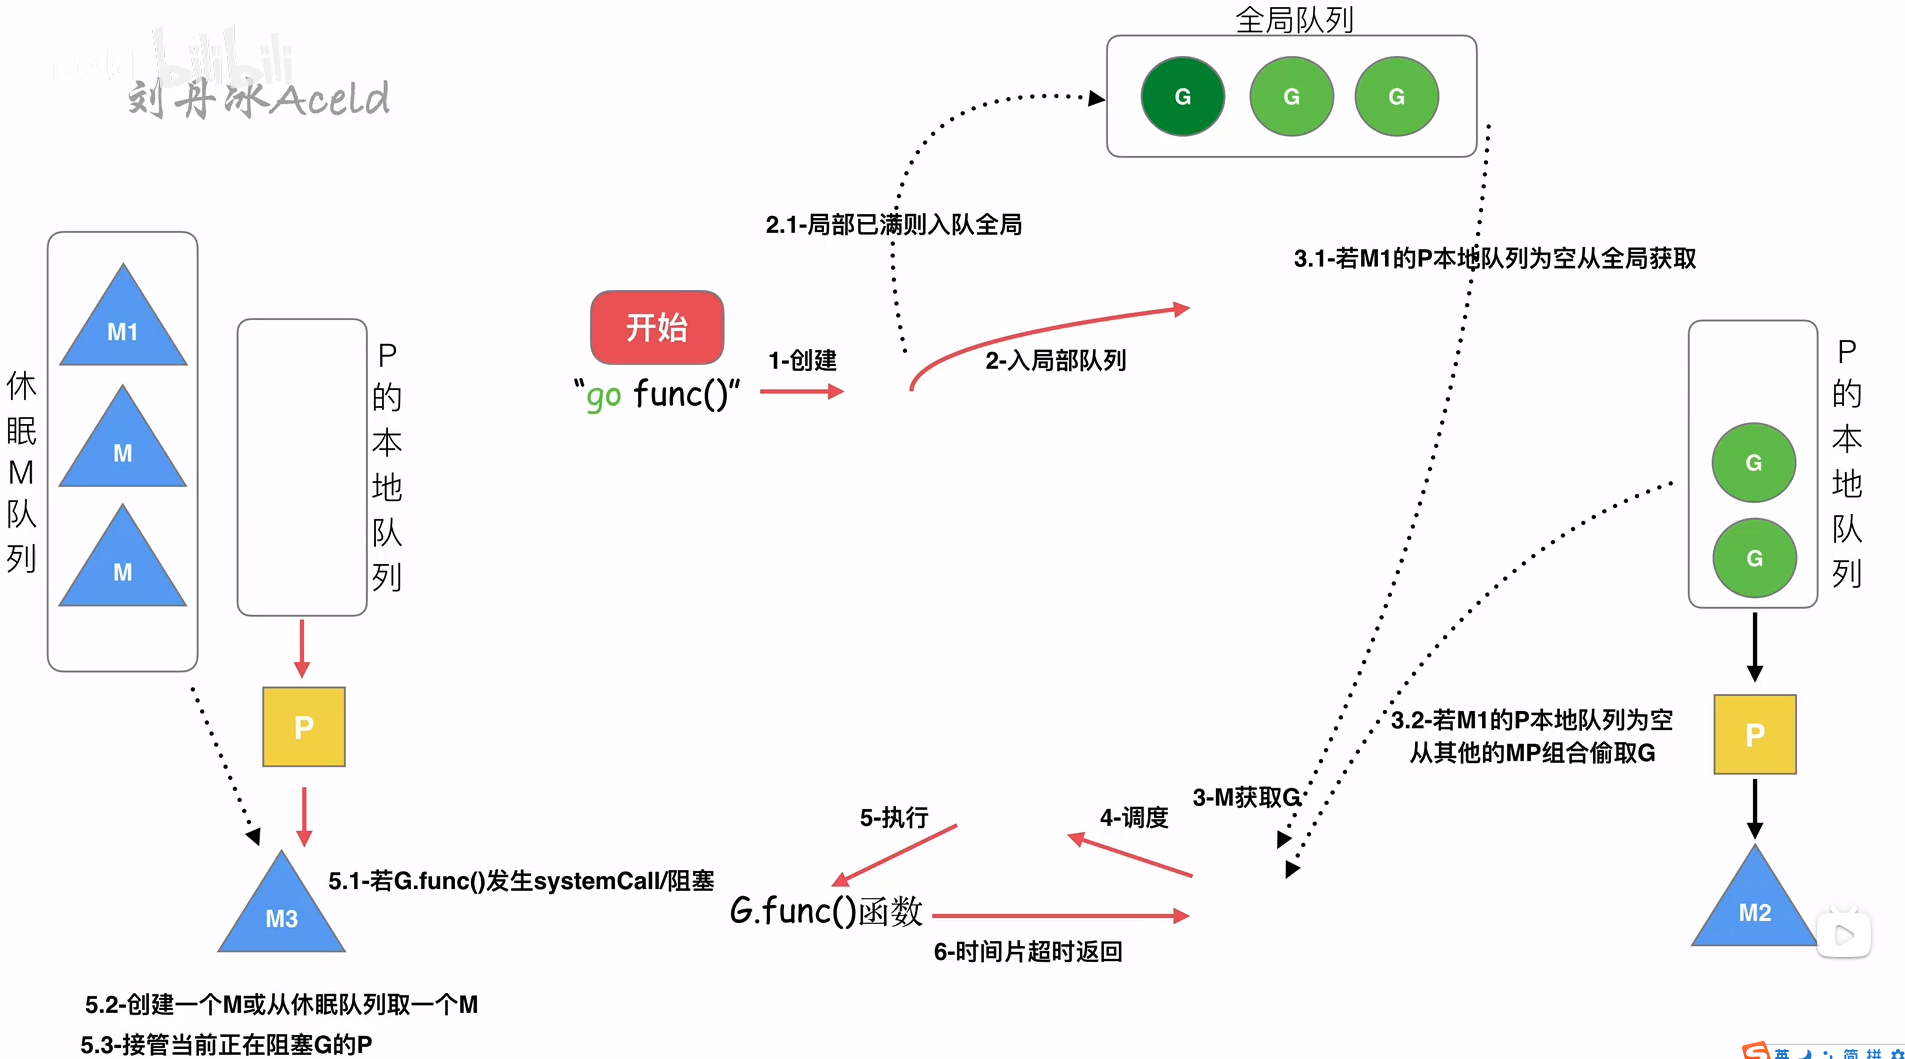 全局队列
G G G
bilibili
刘丹冰Aceld
2.1-局部已满则入队全局
3.1-若M1的P本地队列为空从全局获取
开始
1-创建
2-入局部队列
“go func()”
休眠M队列
M1
M
M
P的本地队列
P
M3
P的本地队列
G
G
P
M2
3.2-若M1的P本地队列为空
从其他的MP组合偷取G
3-M获取G
4-调度
5-执行
5.1-若G.func()发生systemCall/阻塞
G.func()函数
6-时间片超时返回
5.2-创建一个M或从休眠队列取一个M
5.3-接管当前正在阻塞G的P
英 简 拼